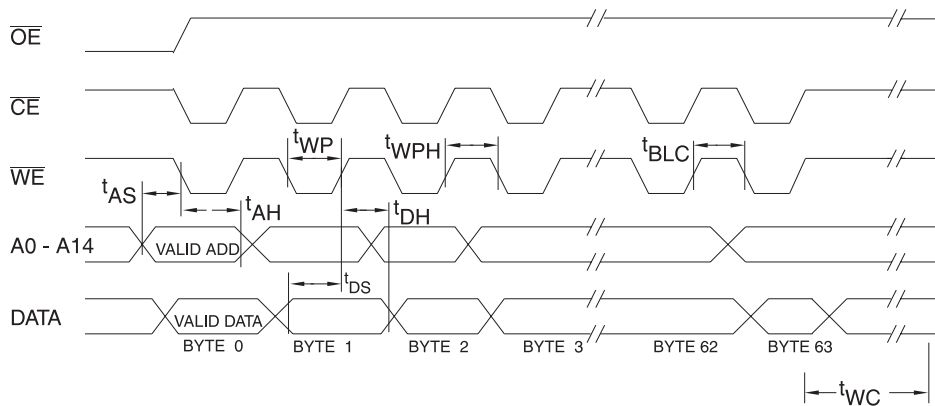 OE
CE
tWP
tWPH
tBLC
WE
tAS
tAH
tDH
A0 - A14
VALID ADD
tDS
DATA
VALID DATA
BYTE 0 BYTE 1 BYTE 2 BYTE 3 BYTE 62 BYTE 63
tWC